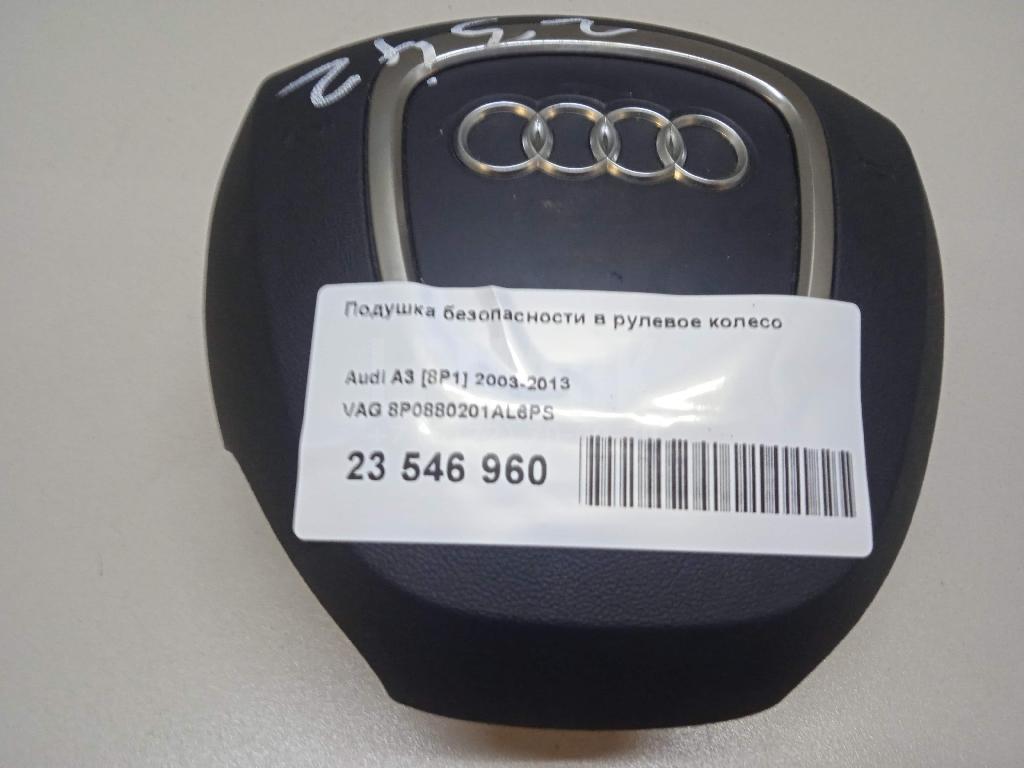 Подушка безопасности в рулевое колесо
Audi A3 [8P1] 2003-2013
VAG 8P0880201AL6PS
23 546 960